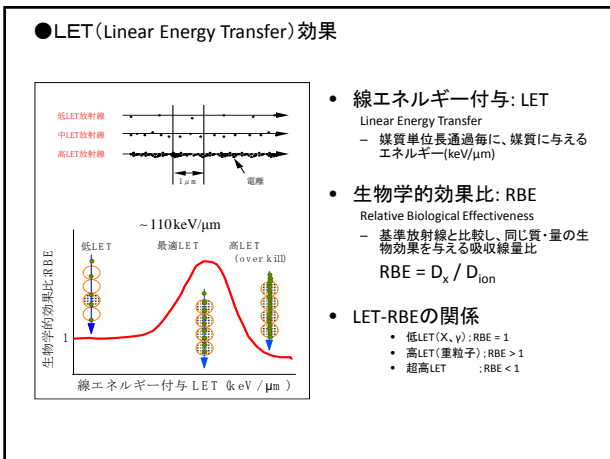 ●LET(Linear Energy Transfer)効果
低LET放射線
中LET放射線
高LET放射線
1μm
電離
~110keV/μm
低LET
最適LET
高LET
(over kill)
生物学的効果比:RBE
1
線エネルギー付与 LET (keV/μm)
• 線エネルギー付与: LET
Linear Energy Transfer
– 媒質単位長通過毎に、媒質に与える
エネルギー(keV/μm)
• 生物学的効果比: RBE
Relative Biological Effectiveness
– 基準放射線と比較し、同じ質・量の生
物効果を与える吸収線量比
RBE = Dx / Dion
• LET-RBEの関係
• 低LET(X、γ);RBE = 1
• 高LET(重粒子);RBE > 1
• 超高LET ;RBE < 1